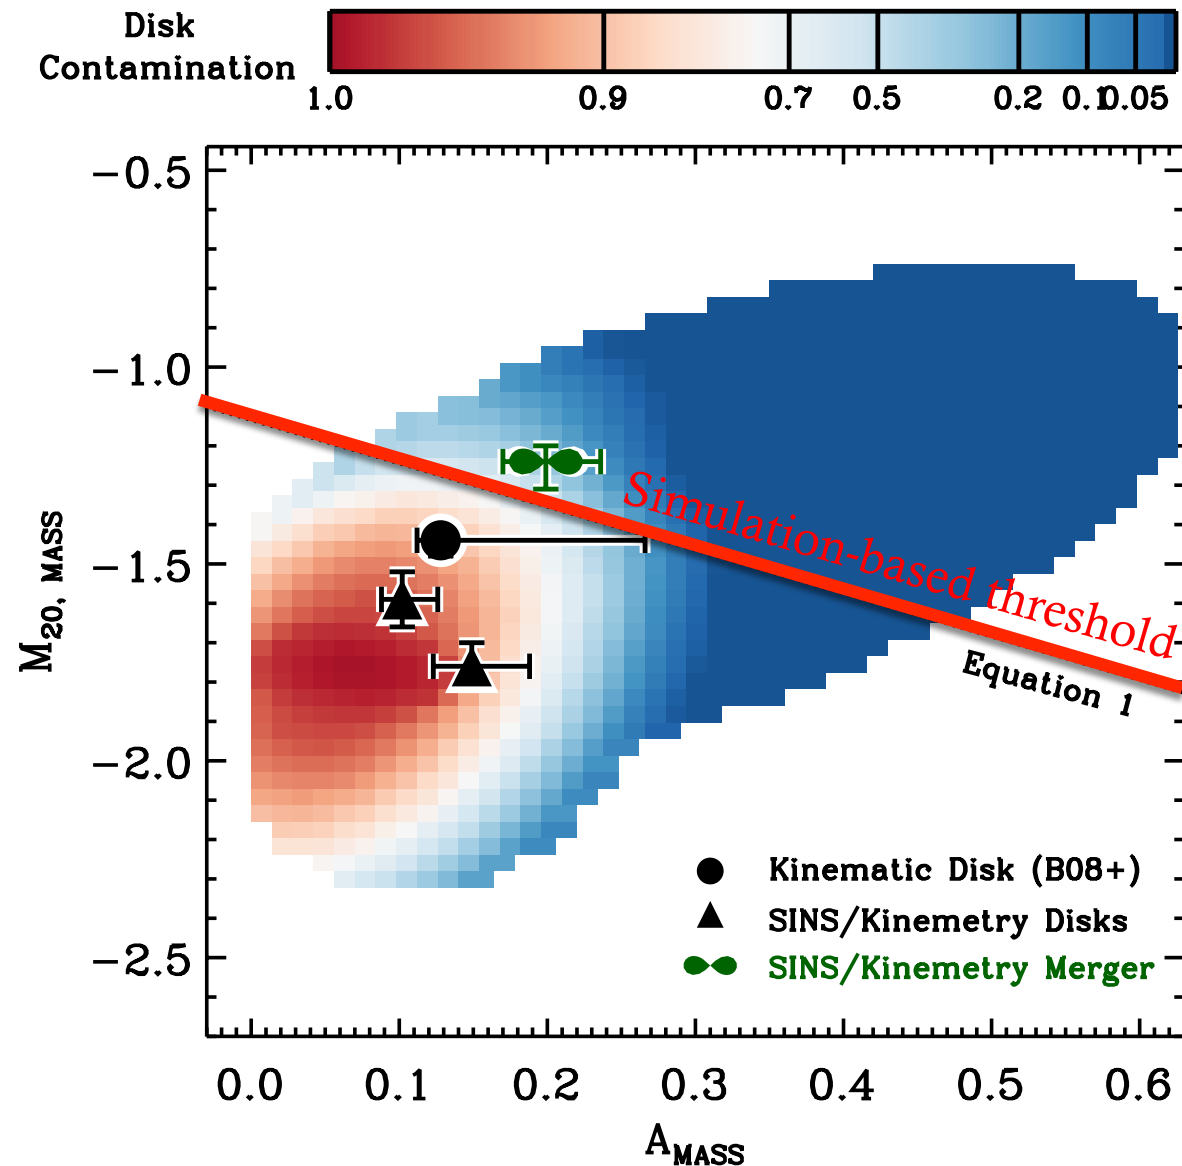 Disk
Contamination
1.0 0.9 0.7 0.5 0.2 0.1 0.05
−0.5
−1.0
−1.5
−2.0
−2.5
M20, MASS
Simulation-based threshold
Equation 1
Kinematic Disk (B08+)
SINS/Kinemetry Disks
SINS/Kinemetry Merger
0.0 0.1 0.2 0.3 0.4 0.5 0.6
AMASS